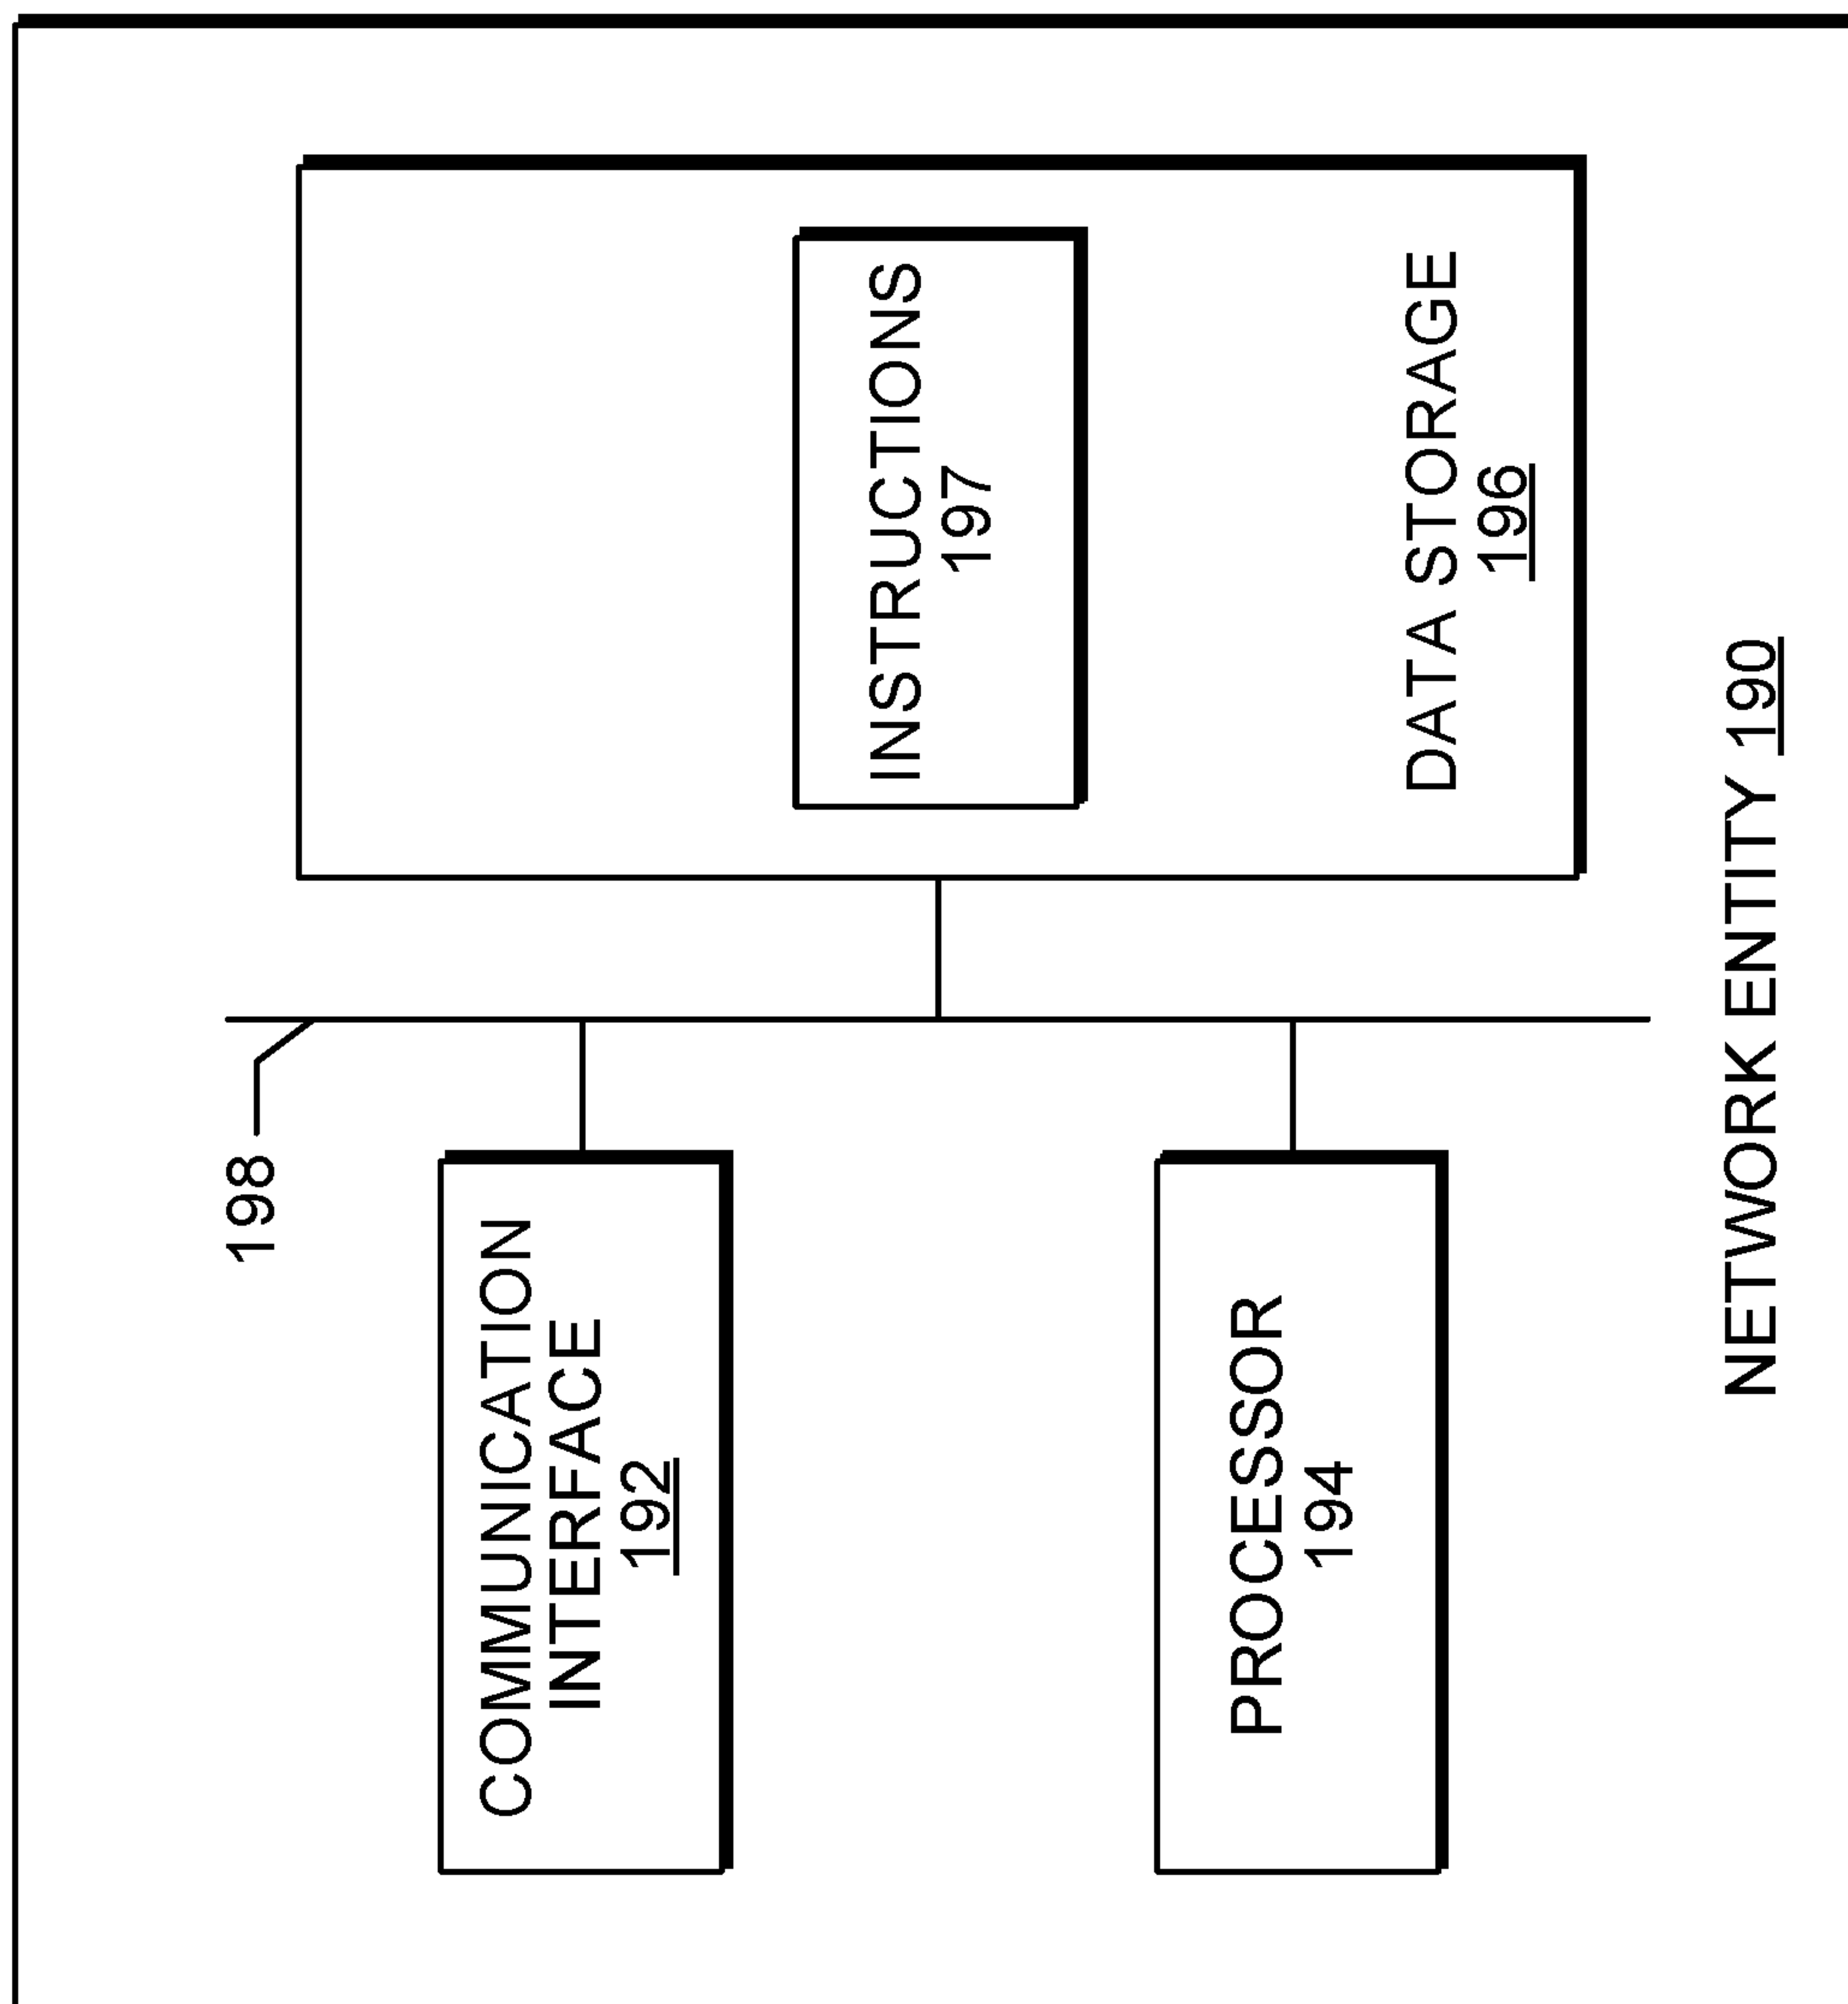 198
COMMUNICATION
INTERFACE
192
INSTRUCTIONS
197
PROCESSOR
194
DATA STORAGE
196
NETWORK ENTITY 190